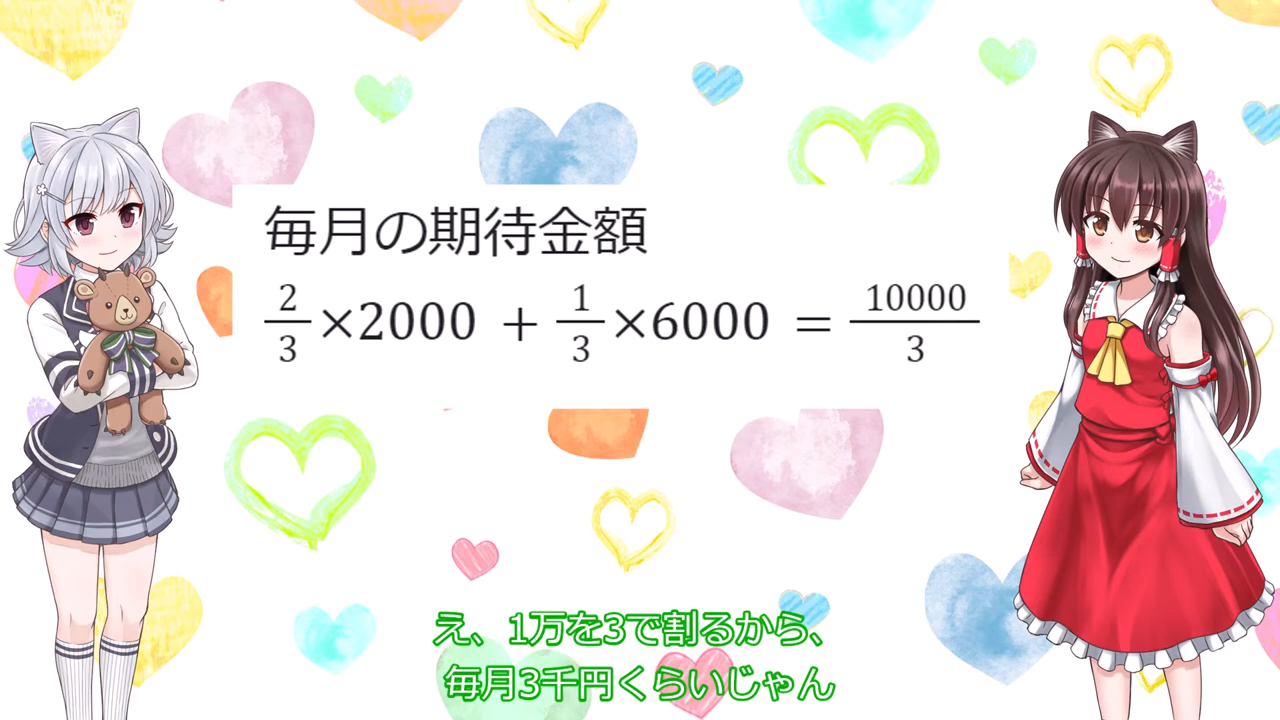 毎月の期待金額
2/3 ×2000 + 1/3 ×6000 = 10000/3
え、1万を3で割るから、
毎月3千円くらいじゃん